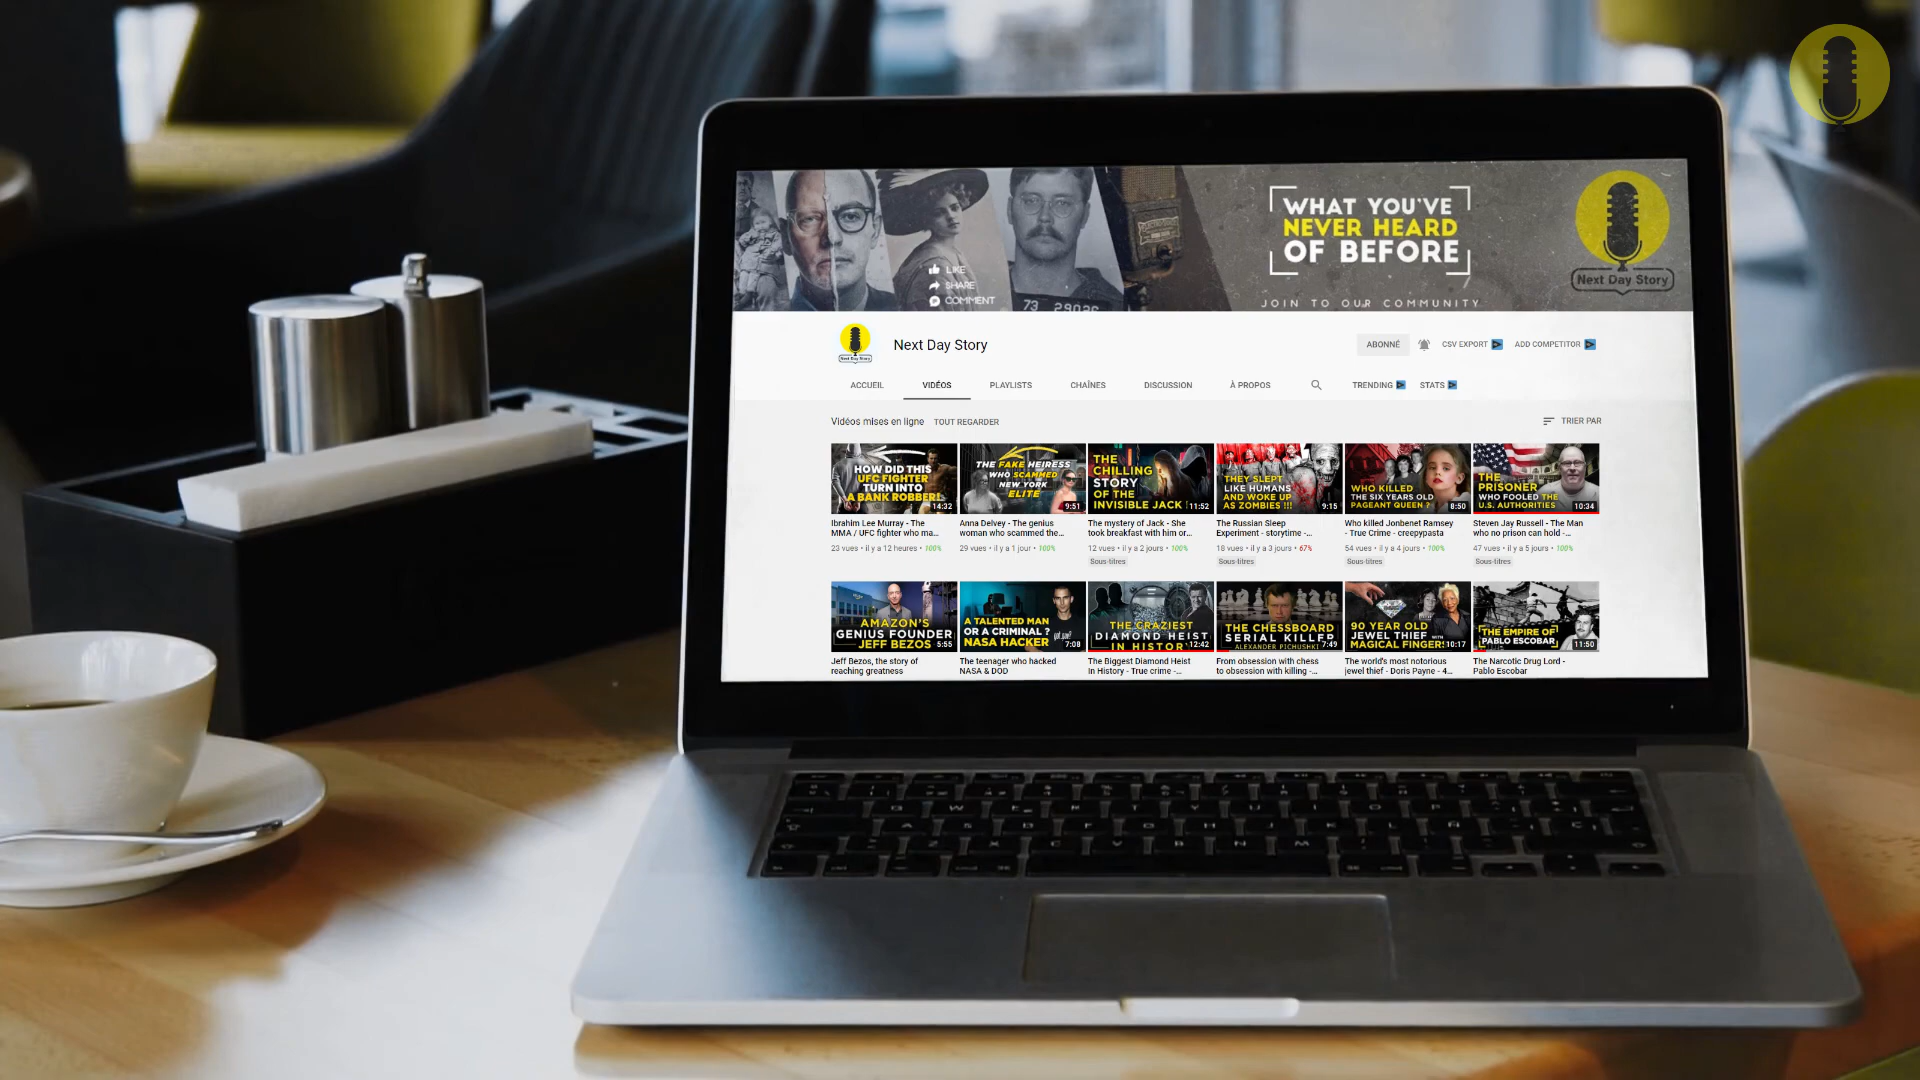 WHAT YOU'VE
NEVER HEARD
OF BEFORE
LIKE
SHARE
COMMENT
JOIN TO OUR COMMUNITY
Next Day Story
73 29026
Next Day Story
Next Day Story
ABONNÉ
CSV EXPORT
ADD COMPETITOR
ACCUEIL
VIDÉOS
PLAYLISTS
CHAÎNES
DISCUSSION
À PROPOS
TRENDING
STATS
Vidéos mises en ligne
TOUT REGARDER
TRIER PAR
HOW DID THIS
UFC FIGHTER
TURN INTO
A BANK ROBBER!
14:32
Ibrahim Lee Murray - The
MMA / UFC fighter who ma...
23 vues • il y a 12 heures • 100%
THE FAKE HEIRESS
WHO SCAMMED
NEW YORK
ELITE
9:51
Anna Delvey - The genius
woman who scammed the...
29 vues • il y a 1 jour • 100%
THE
CHILLING
STORY
OF THE
INVISIBLE JACK !
11:52
The mystery of Jack - She
took breakfast with him or...
12 vues • il y a 2 jours • 100%
Sous-titres
THEY SLEPT
LIKE HUMANS
AND WOKE UP
AS ZOMBIES !!!
9:15
The Russian Sleep
Experiment - storytime -...
18 vues • il y a 3 jours • 67%
Sous-titres
WHO KILLED
THE SIX YEARS OLD
PAGEANT QUEEN ?
8:50
Who killed Jonbenet Ramsey
- True Crime - creepypasta
54 vues • il y a 4 jours • 100%
Sous-titres
THE
PRISONER
WHO FOOLED THE
U.S. AUTHORITIES
10:34
Steven Jay Russell - The Man
who no prison can hold -...
47 vues • il y a 5 jours • 100%
Sous-titres
AMAZON'S
GENIUS FOUNDER
JEFF BEZOS
5:55
Jeff Bezos, the story of
reaching greatness
A TALENTED MAN
OR A CRIMINAL ?
NASA HACKER
7:08
The teenager who hacked
NASA & DOD
THE CRAZIEST
DIAMOND HEIST
IN HISTOR
12:42
The Biggest Diamond Heist
In History - True crime -...
THE CHESSBOARD
SERIAL KILLER
ALEXANDER PICHUSHKI
7:49
From obsession with chess
to obsession with killing -...
90 YEAR OLD
JEWEL THIEF WITH
MAGICAL FINGERS
10:17
The world's most notorious
jewel thief - Doris Payne - 4...
THE EMPIRE OF
PABLO ESCOBAR
11:50
The Narcotic Drug Lord -
Pablo Escobar